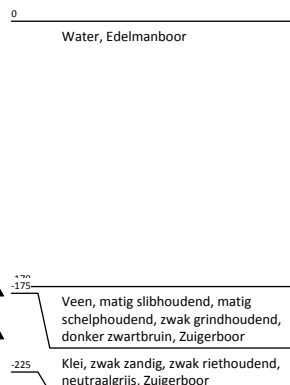 0
Water, Edelmanboor
-170
-175
Veen, matig slibhoudend, matig
schelphoudend, zwak grindhoudend,
donker zwartbruin, Zuigerboor
-225
Klei, zwak zandig, zwak riethoudend,
neutraalgrijs, Zuigerboor